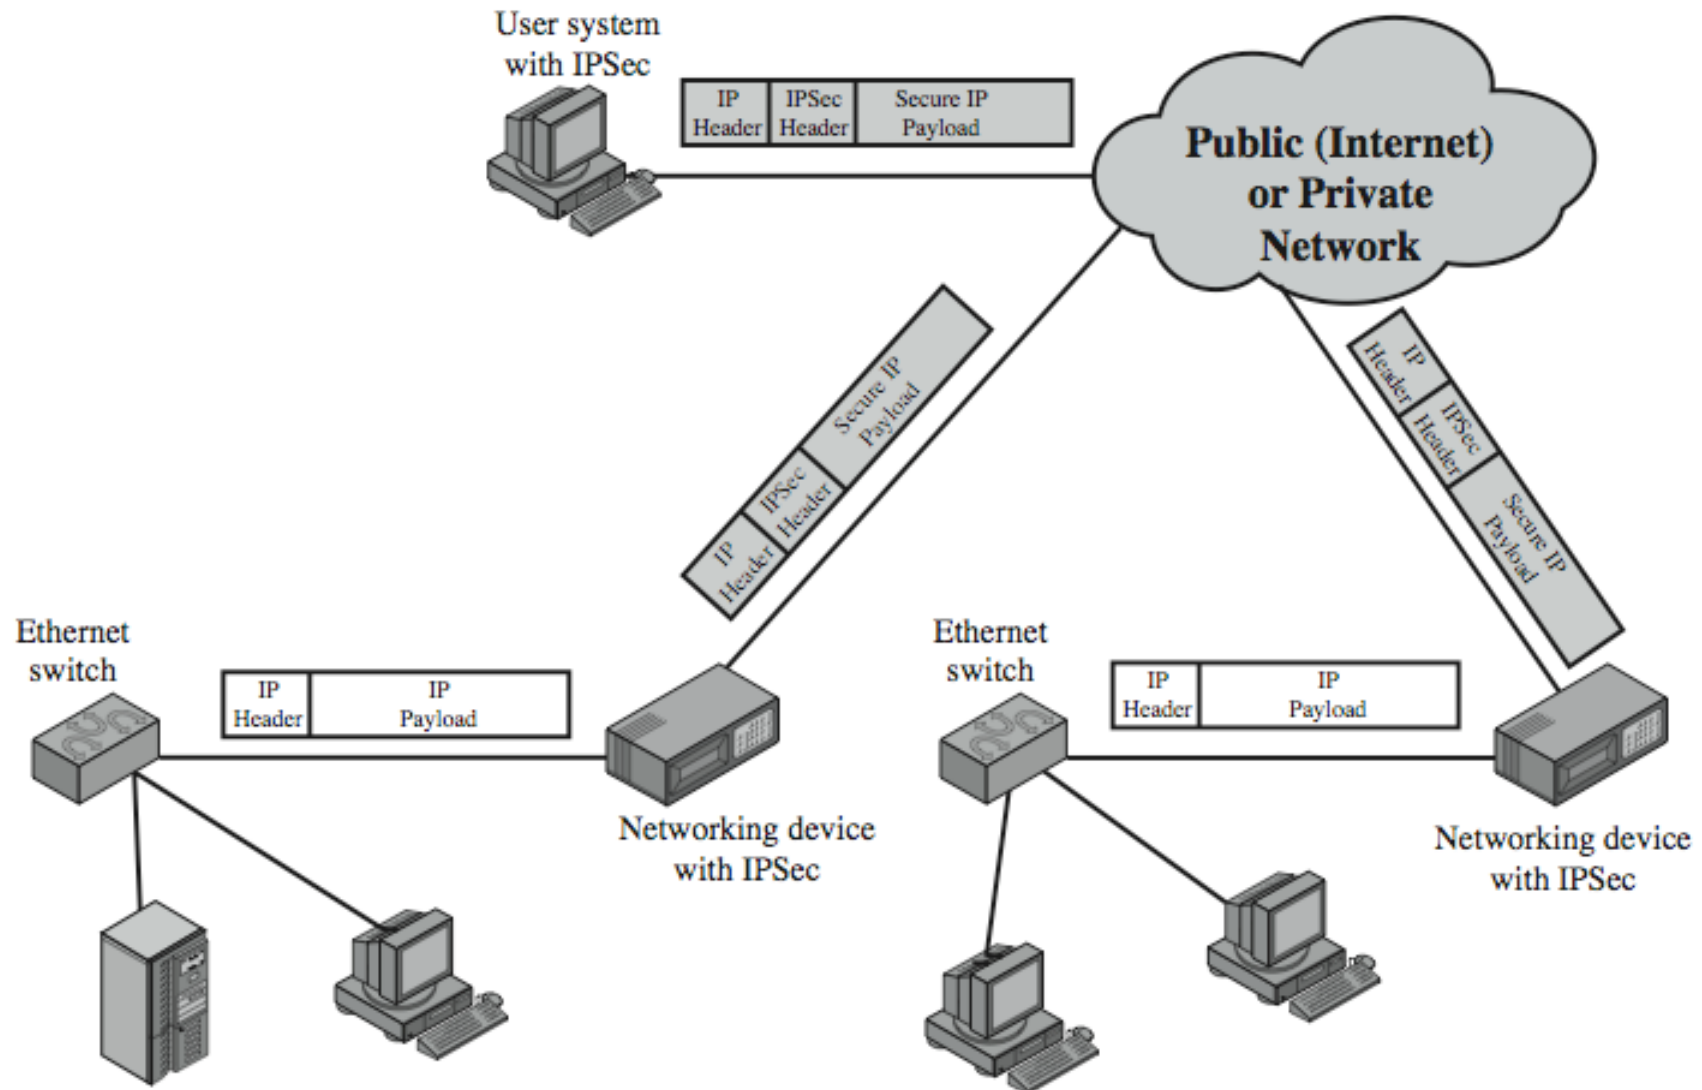 User system
with IPSec
IP
Header
IPSec
Header
Secure IP
Payload
Public (Internet)
or Private
Network
IP
Header
IPSec
Header
Secure IP
Payload
IP
Header
IPSec
Header
Secure IP
Payload
Ethernet
switch
IP
Header
IP
Payload
Networking device
with IPSec
Ethernet
switch
IP
Header
IP
Payload
Networking device
with IPSec